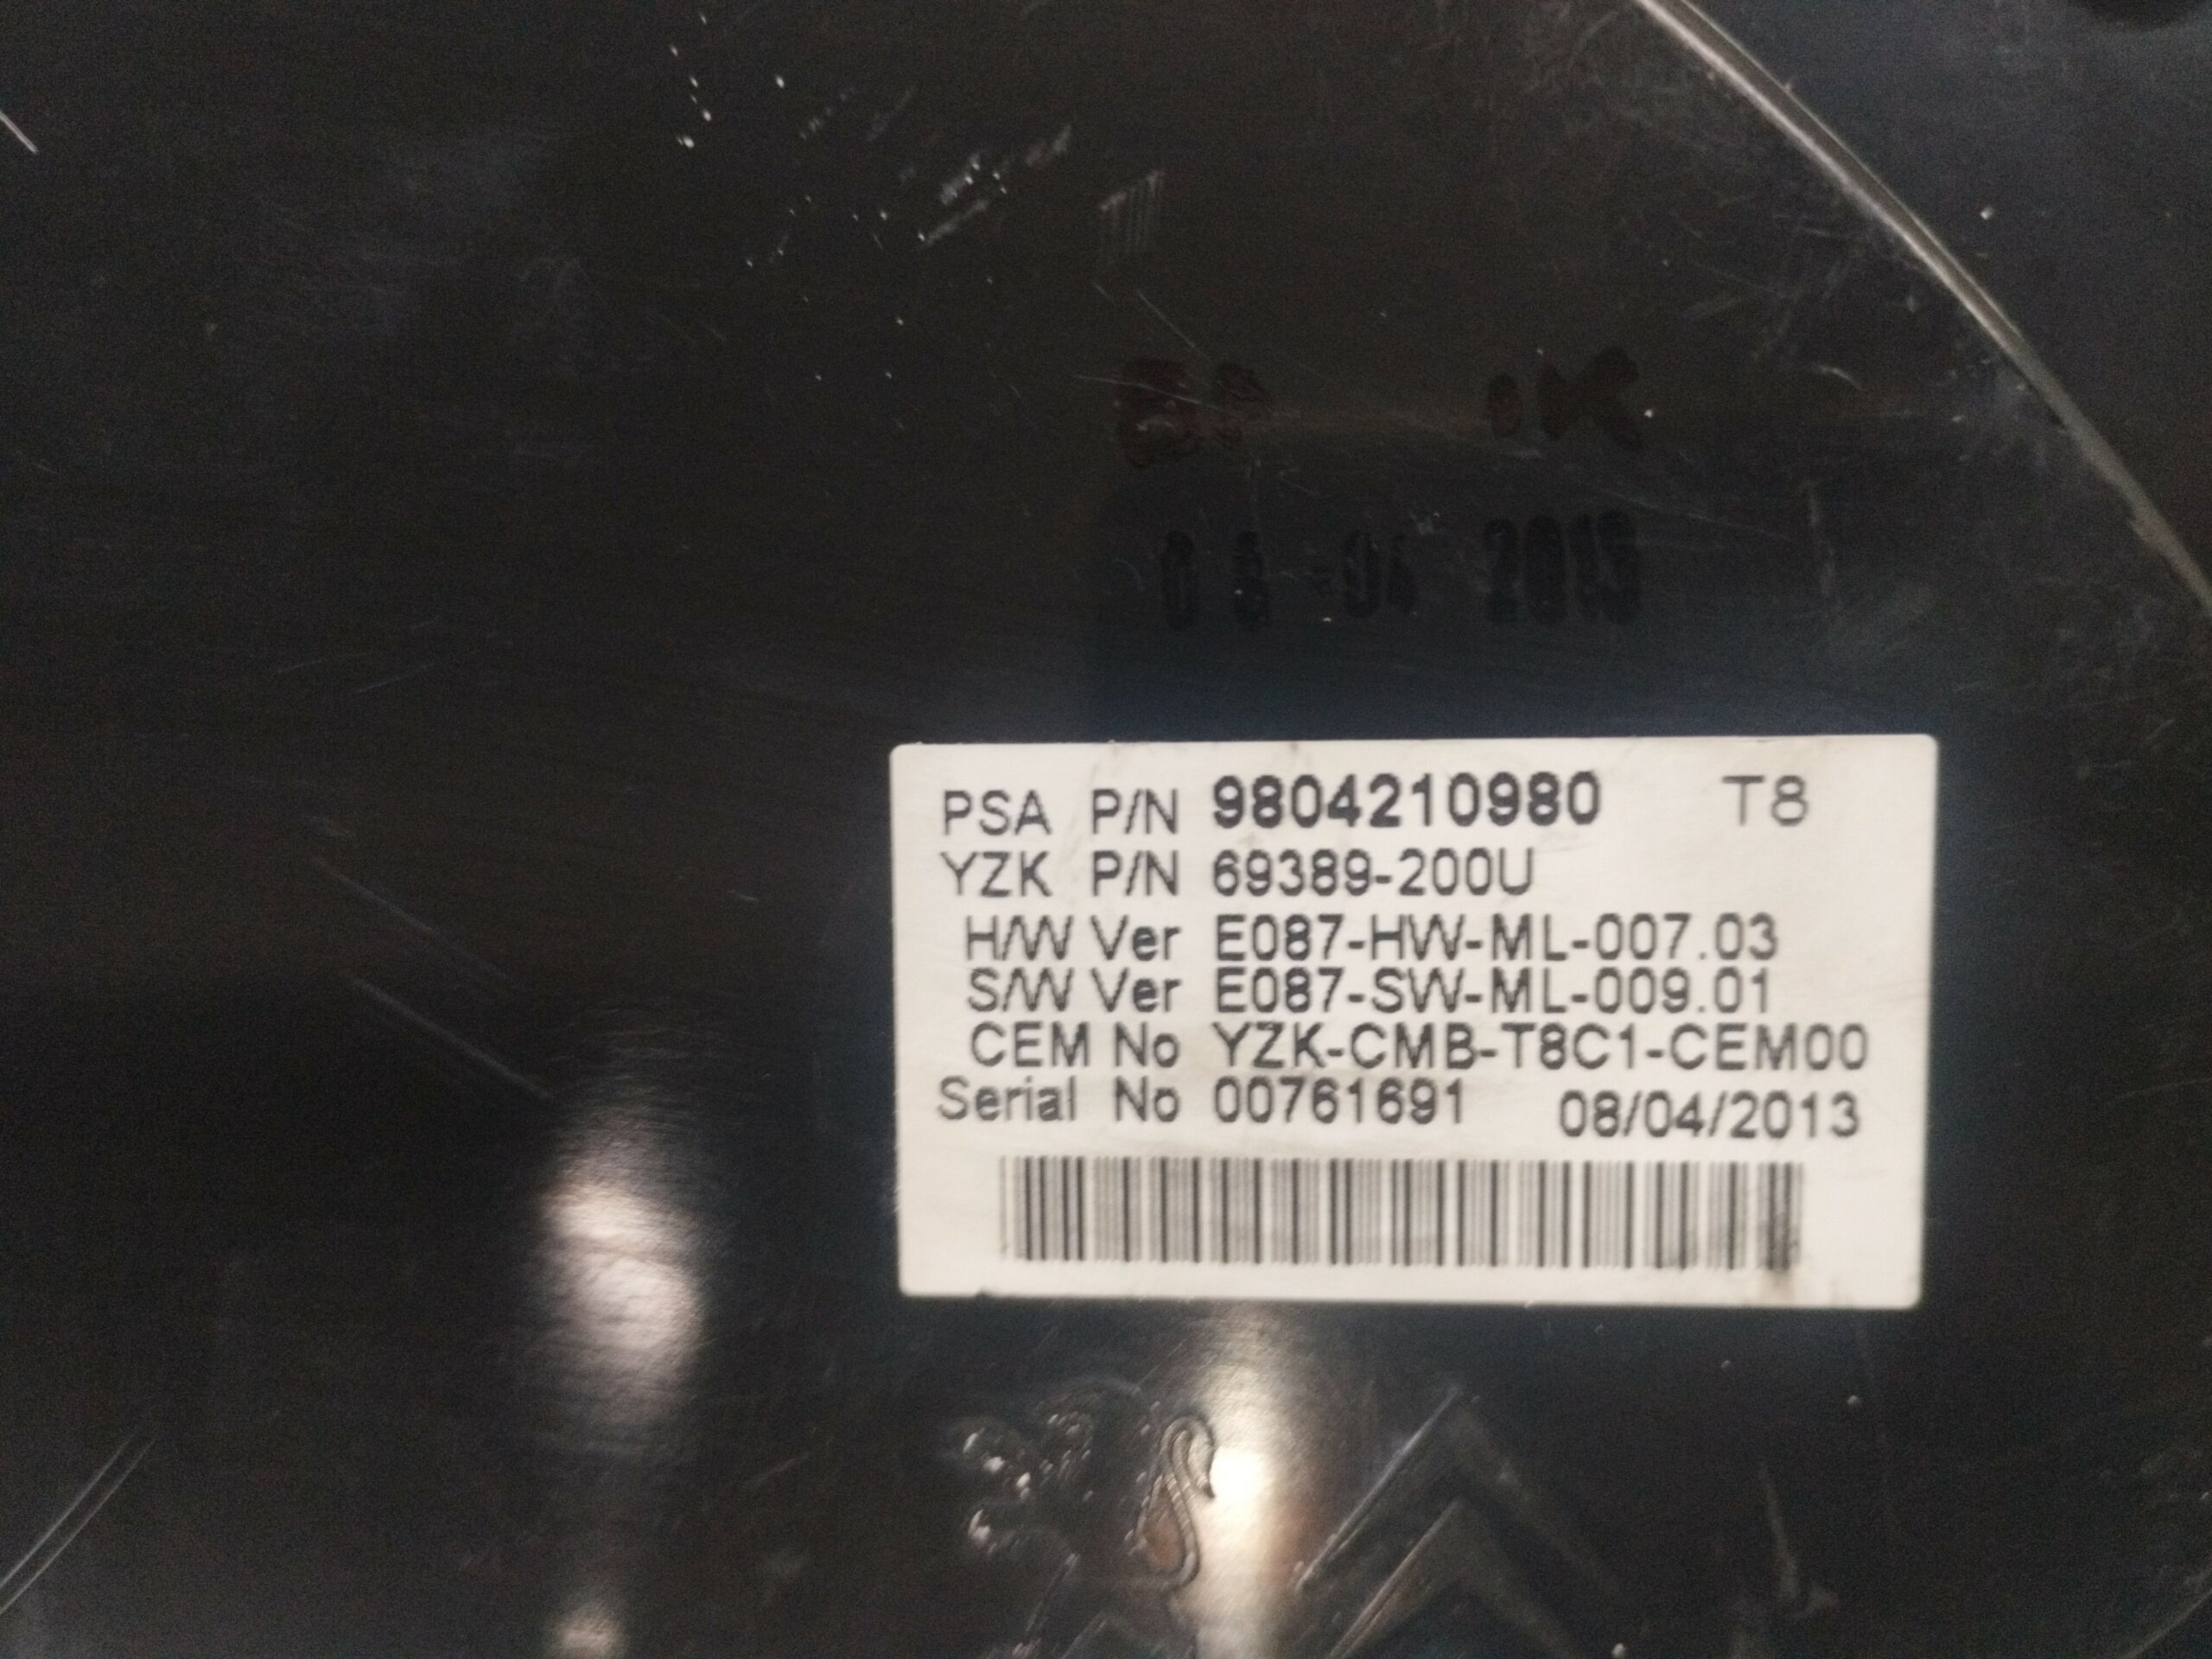 PSA P/N 9804210980 T8
YZK P/N 69389-200U
H/W Ver E087-HW-ML-007.03
S/W Ver E087-SW-ML-009.01
CEM No YZK-CMB-T8C1-CEM00
Serial No 00761691 08/04/2013